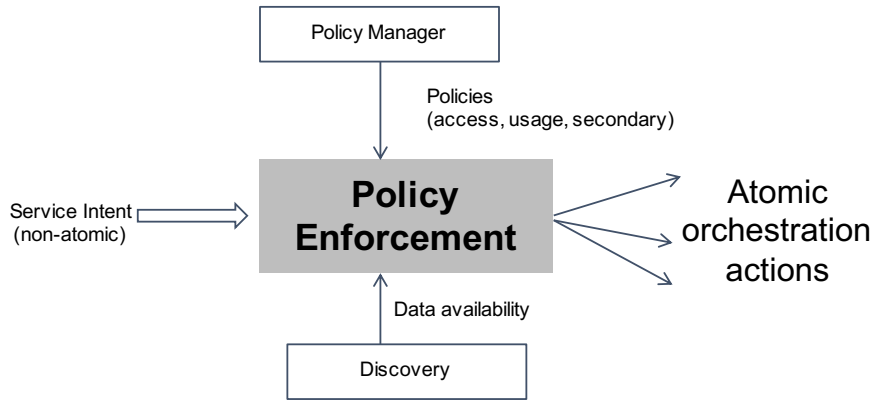 Policy Manager
Policies
(access, usage, secondary)
Service Intent
(non-atomic)
Policy
Enforcement
Atomic
orchestration
actions
Data availability
Discovery